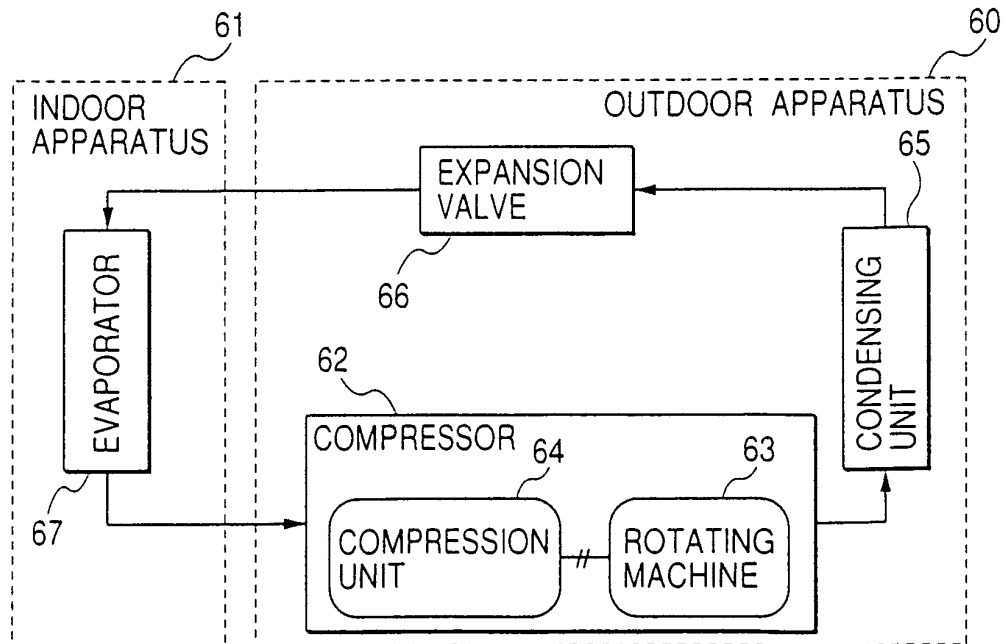 61
60
INDOOR
APPARATUS
OUTDOOR APPARATUS
65
EXPANSION
VALVE
66
EVAPORATOR
67
CONDENSING
UNIT
62
COMPRESSOR
64
63
COMPRESSION
UNIT
ROTATING
MACHINE